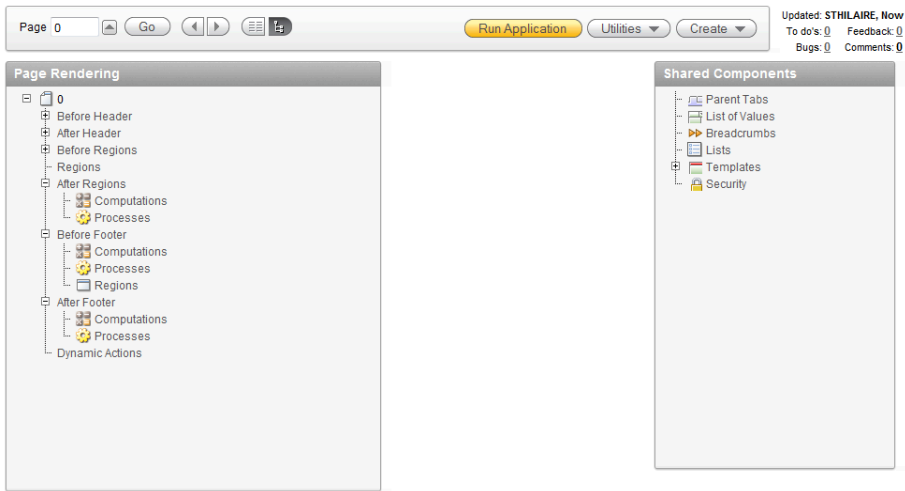 Page 0 Go Run Application Utilities Create
Updated: STHILAIRE, Now
To do's: 0 Feedback: 0
Bugs: 0 Comments: 0
Page Rendering
0
Before Header
After Header
Before Regions
Regions
After Regions
Computations
Processes
Before Footer
Computations
Processes
Regions
After Footer
Computations
Processes
Dynamic Actions
Shared Components
Parent Tabs
List of Values
Breadcrumbs
Lists
Templates
Security